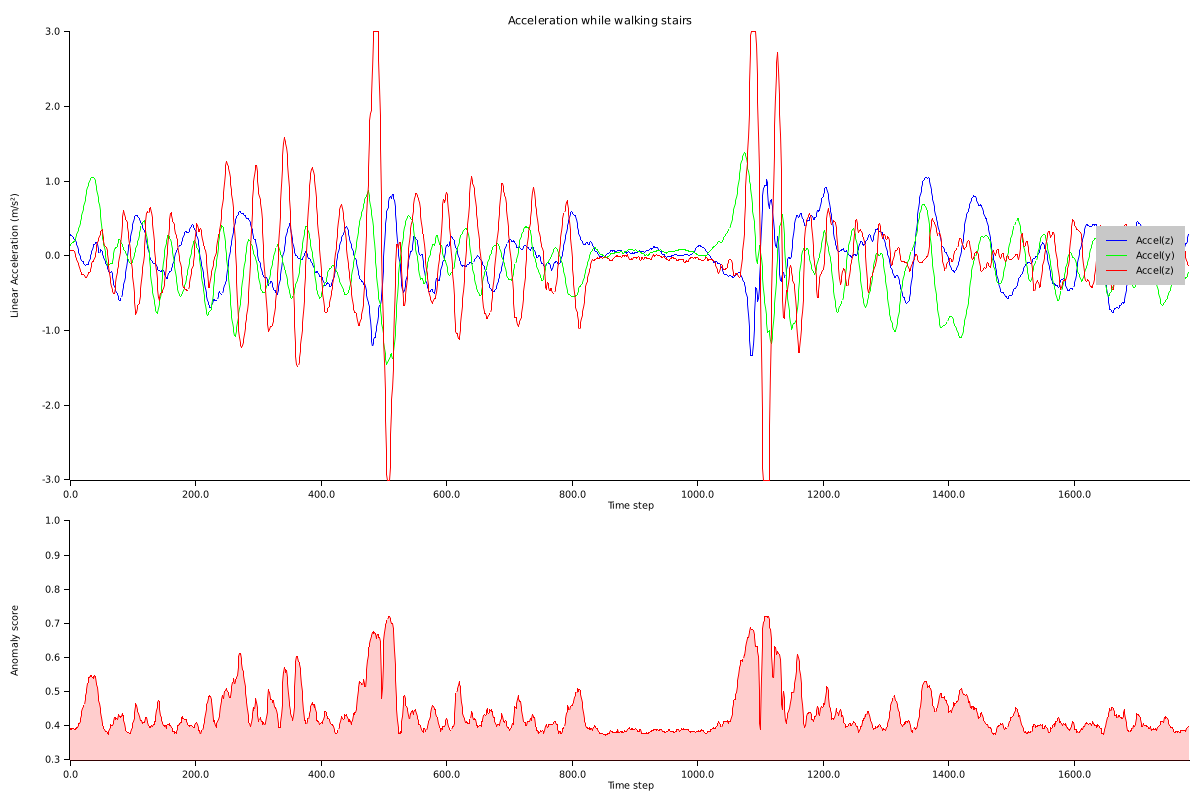 Acceleration while walking stairs
Linear Acceleration (m/s²)
3.0
2.0
1.0
0.0
-1.0
-2.0
-3.0
0.0 200.0 400.0 600.0 800.0 1000.0 1200.0 1400.0 1600.0
Time step
Accel(z)
Accel(y)
Accel(z)
Anomaly score
1.0
0.9
0.8
0.7
0.6
0.5
0.4
0.3
0.0 200.0 400.0 600.0 800.0 1000.0 1200.0 1400.0 1600.0
Time step